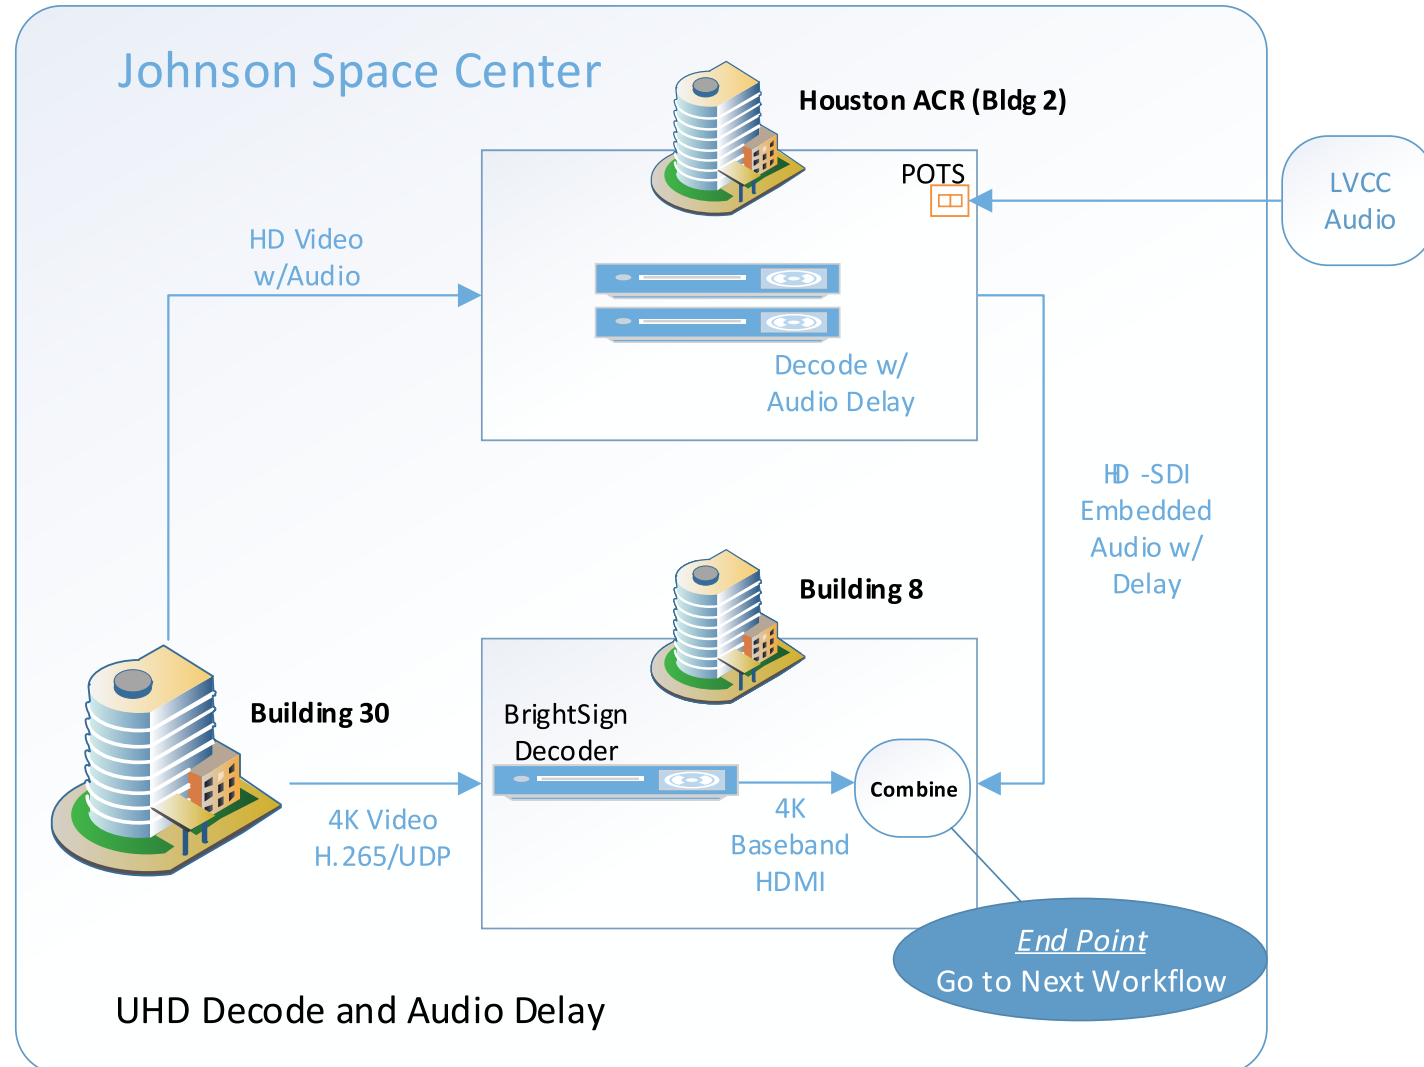 Johnson Space Center
Houston ACR (Bldg 2)
POTS
LVCC
Audio
HD Video
w/Audio
Decode w/
Audio Delay
HD -SDI
Embedded
Audio w/
Delay
Building 8
Building 30
BrightSign
Decoder
Combine
4K Video
H.265/UDP
4K
Baseband
HDMI
End Point
Go to Next Workflow
UHD Decode and Audio Delay